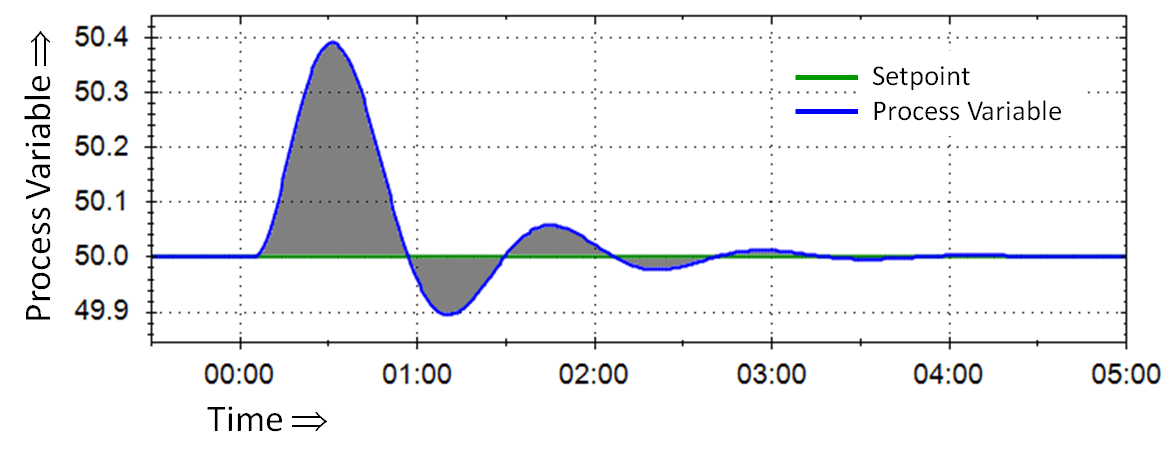 Process Variable ⇒
50.4
50.3
50.2
50.1
50.0
49.9
Setpoint
Process Variable
00:00 01:00 02:00 03:00 04:00 05:00
Time ⇒